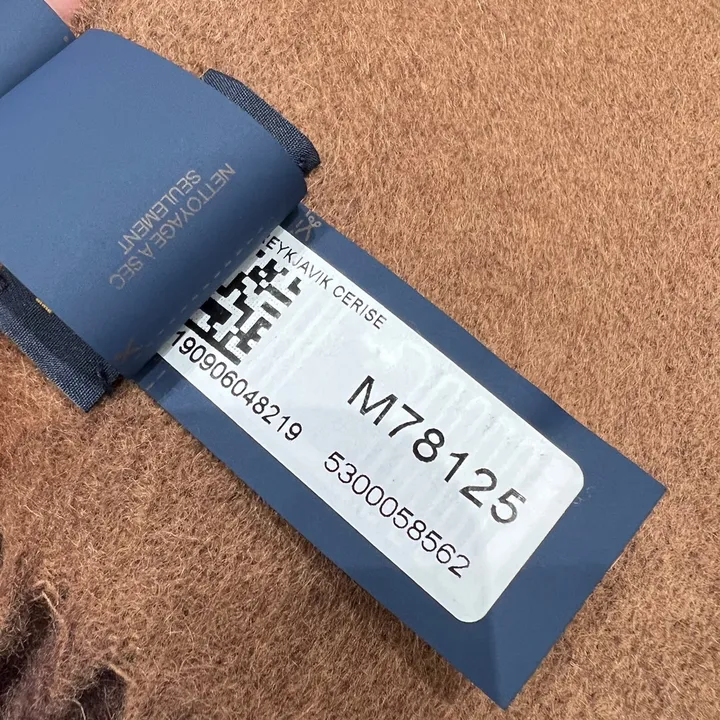 NETTOYAGE A SEC
SEULEMENT
EYKJAVIK CERISE
190906048219
M78125
5300058562